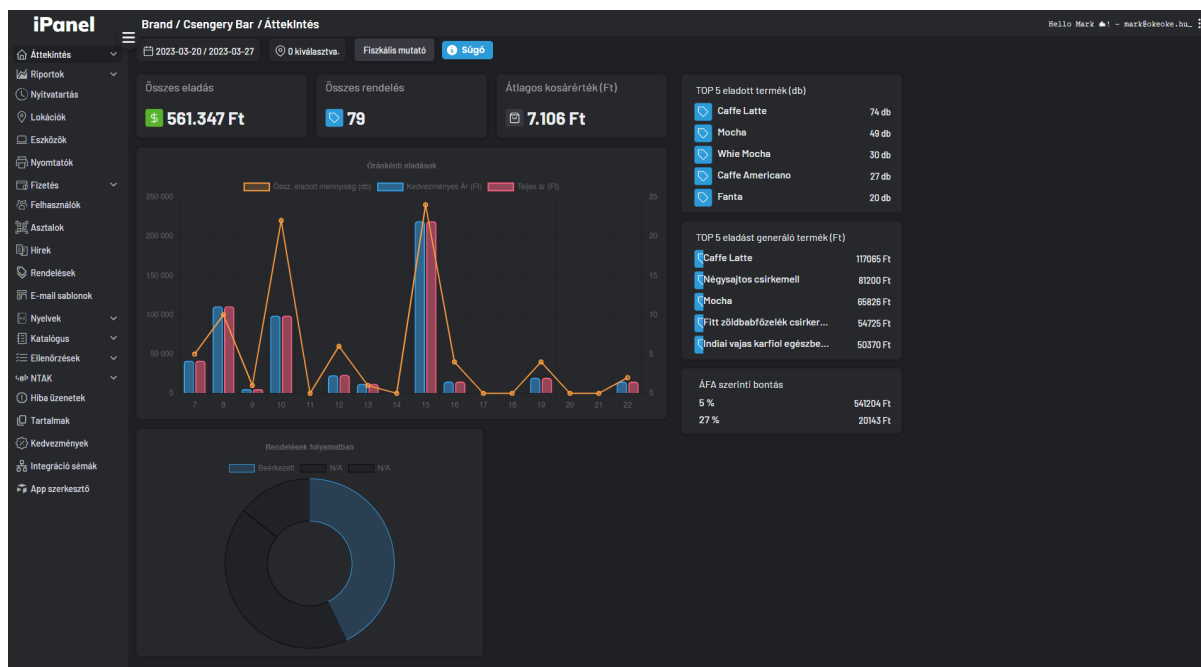 iPanel
Brand / Csengery Bar / Áttekintés
Hello Mark ! - mark@okeoke.hu_
2023-03-20 / 2023-03-27
0 kiválasztva.
Fiszkális mutató
Súgó
Áttekintés
Riportok
Nyitvatartás
Lokációk
Eszközök
Nyomtatók
Fizetés
Felhasználók
Asztalok
Hírek
Rendelések
E-mail sablonok
Nyelvek
Katalógus
Ellenőrzések
NTAK
Hiba üzenetek
Tartalmak
Kedvezmények
Integráció sémák
App szerkesztő
Összes eladás
$ 561.347 Ft
Összes rendelés
79
Átlagos kosárérték (Ft)
7.106 Ft
Óránkénti eladások
Össz. eladott mennyiség (db) Kedvezményes Ár (Ft) Teljes ár (Ft)
250 000 25
200 000 20
150 000 15
100 000 10
50 000 5
0 0
7 8 9 10 11 12 13 14 15 16 17 18 19 20 21 22
Rendelések folyamatban
Beérkezett N/A N/A
TOP 5 eladott termék (db)
Caffe Latte 74 db
Mocha 49 db
Whie Mocha 30 db
Caffe Americano 27 db
Fanta 20 db
TOP 5 eladást generáló termék (Ft)
Caffe Latte 117065 Ft
Négysajtos csirkemell 81200 Ft
Mocha 65826 Ft
Fitt zöldbabfőzelék csirker... 54725 Ft
Indiai vajas karfiol egészbe... 50370 Ft
ÁFA szerinti bontás
5 % 541204 Ft
27 % 20143 Ft